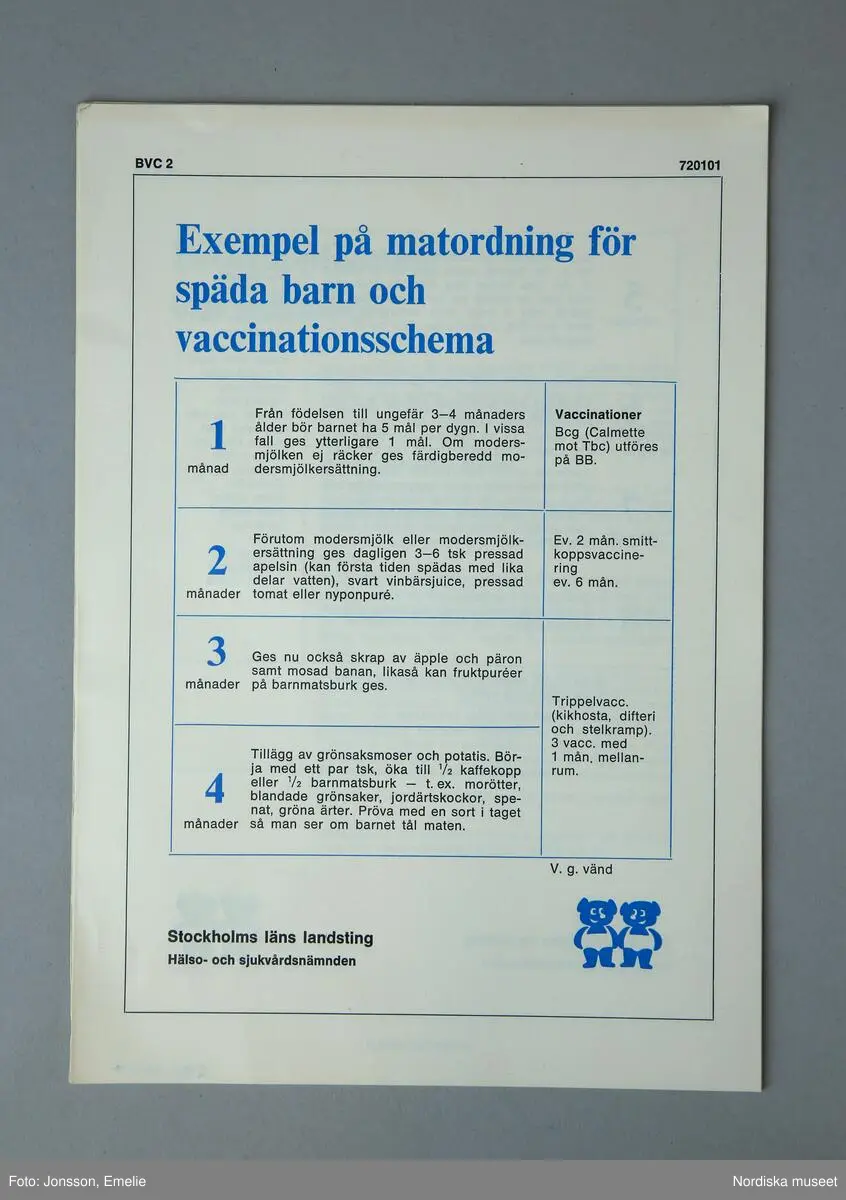 BVC 2
720101
Exempel på matordning för
späda barn och
vaccinationsschema
1
månad
Från födelsen till ungefär 3–4 månaders
ålder bör barnet ha 5 mål per dygn. I vissa
fall ges ytterligare 1 mål. Om moders-
mjölken ej räcker ges färdigberedd mo-
dersmjölkersättning.
Vaccinationer
Bcg (Calmette
mot Tbc) utföres
på BB.
2
månader
Förutom modersmjölk eller modersmjölk-
ersättning ges dagligen 3–6 tsk pressad
apelsin (kan första tiden spädas med lika
delar vatten), svart vinbärsjuice, pressad
tomat eller nyponpuré.
Ev. 2 mån. smitt-
koppsvaccine-
ring
ev. 6 mån.
3
månader
Ges nu också skrap av äpple och päron
samt mosad banan, likaså kan fruktpuréer
på barnmatsburk ges.
Trippelvacc.
(kikhosta, difteri
och stelkramp).
3 vacc. med
1 mån. mellan-
rum.
4
månader
Tillägg av grönsaksmoser och potatis. Bör-
ja med ett par tsk, öka till 1/2 kaffekopp
eller 1/2 barnmatsburk — t. ex. morötter,
blandade grönsaker, jordärtskockor, spe-
nat, gröna ärter. Pröva med en sort i taget
så man ser om barnet tål maten.
V. g. vänd
Stockholms läns landsting
Hälso- och sjukvårdsnämnden
Foto: Jonsson, Emelie
Nordiska museet